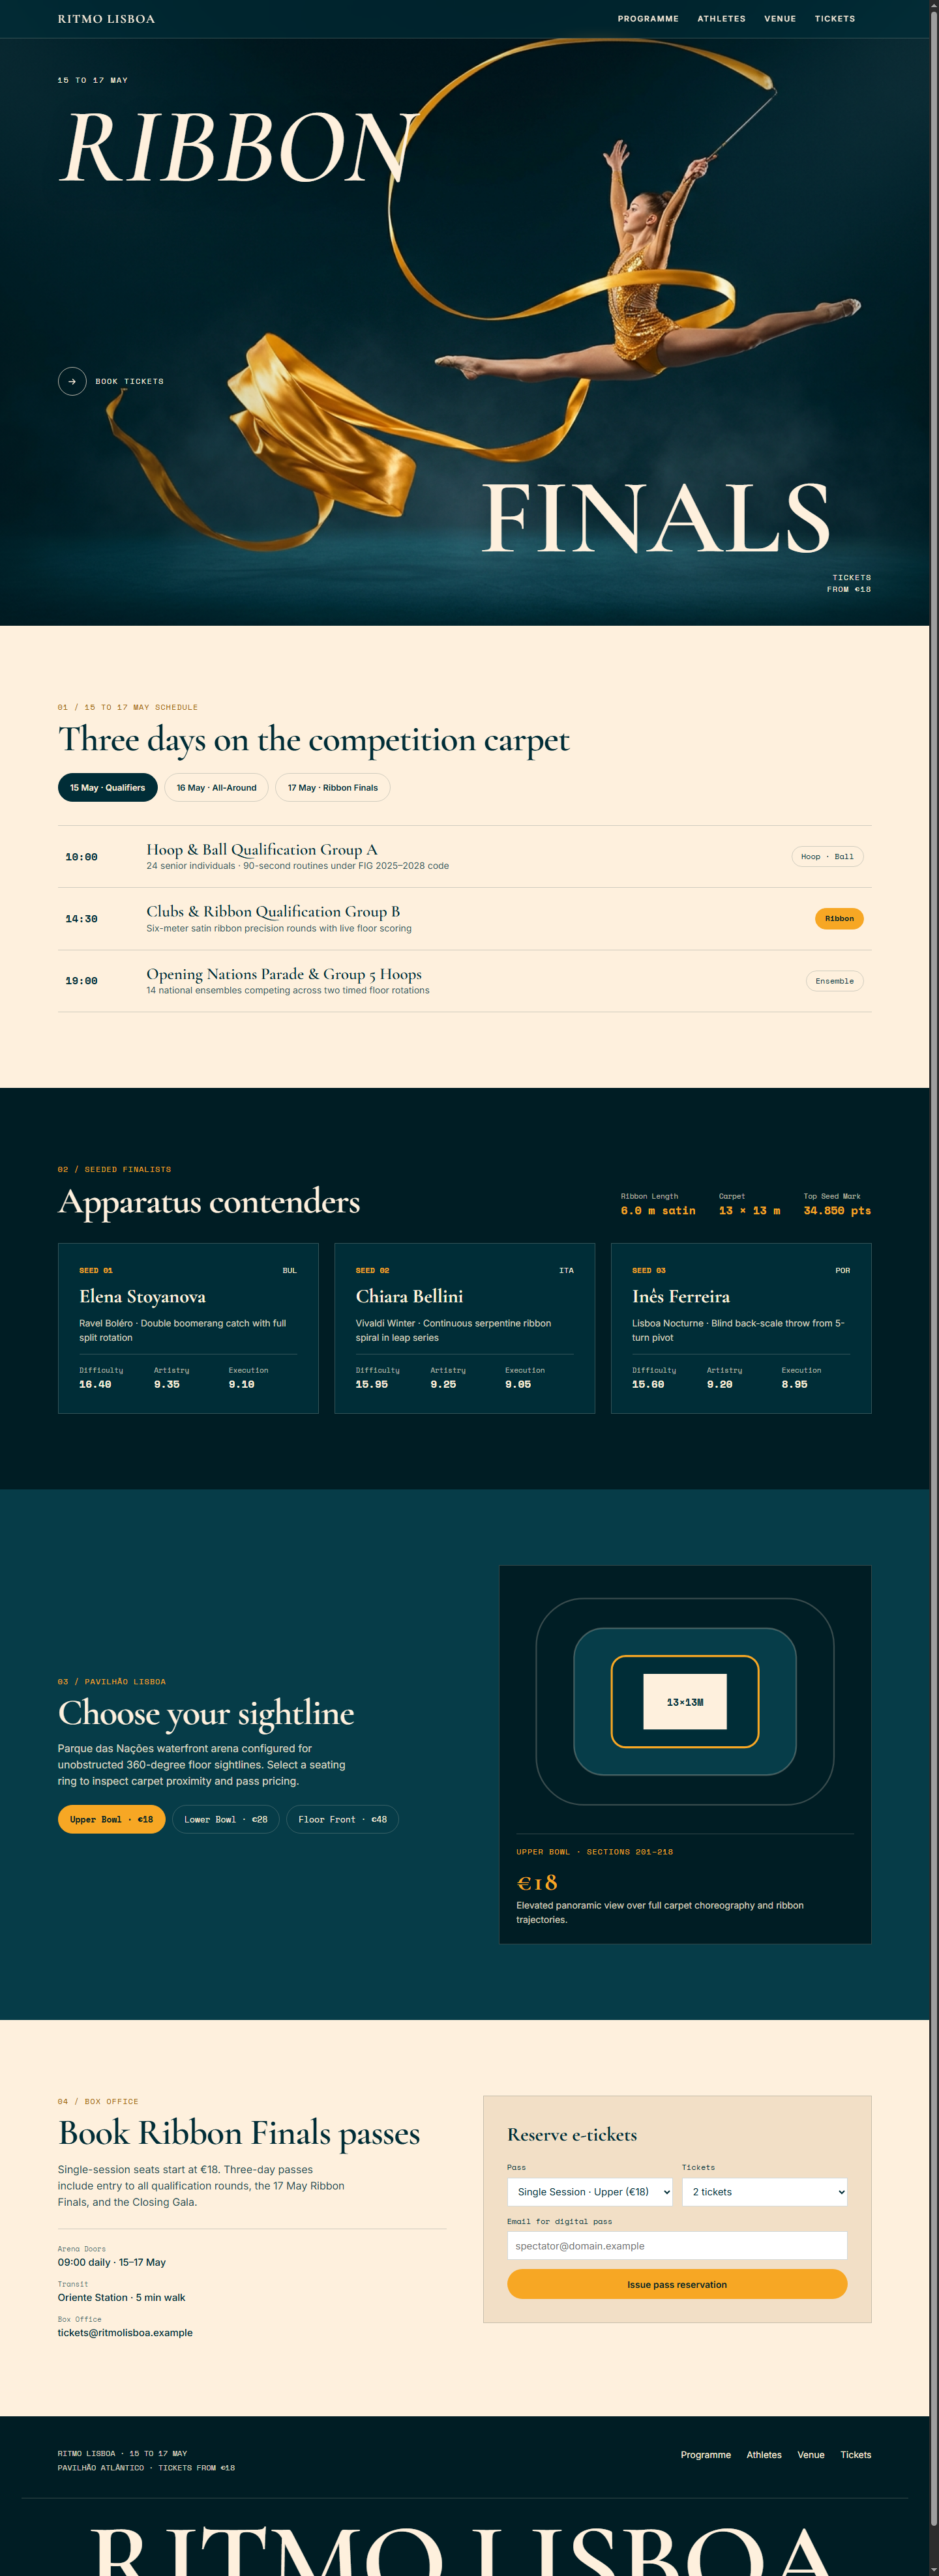 RITMO LISBOA
PROGRAMME ATHLETES VENUE TICKETS
15 TO 17 MAY
RIBBON
→ BOOK TICKETS
FINALS
TICKETS
FROM €18
01 / 15 TO 17 MAY SCHEDULE
Three days on the competition carpet
15 May · Qualifiers 16 May · All-Around 17 May · Ribbon Finals
10:00
Hoop & Ball Qualification Group A
24 senior individuals · 90-second routines under FIG 2025–2028 code
Hoop · Ball
14:30
Clubs & Ribbon Qualification Group B
Six-meter satin ribbon precision rounds with live floor scoring
Ribbon
19:00
Opening Nations Parade & Group 5 Hoops
14 national ensembles competing across two timed floor rotations
Ensemble
02 / SEEDED FINALISTS
Apparatus contenders
Ribbon Length Carpet Top Seed Mark
6.0 m satin 13 × 13 m 34.850 pts
SEED 01 BUL
Elena Stoyanova
Ravel Boléro · Double boomerang catch with full
split rotation
Difficulty Artistry Execution
16.40 9.35 9.10
SEED 02 ITA
Chiara Bellini
Vivaldi Winter · Continuous serpentine ribbon
spiral in leap series
Difficulty Artistry Execution
15.95 9.25 9.05
SEED 03 POR
Inês Ferreira
Lisboa Nocturne · Blind back-scale throw from 5-
turn pivot
Difficulty Artistry Execution
15.60 9.20 8.95
03 / PAVILHÃO LISBOA
Choose your sightline
Parque das Nações waterfront arena configured for
unobstructed 360-degree floor sightlines. Select a seating
ring to inspect carpet proximity and pass pricing.
Upper Bowl · €18 Lower Bowl · €28 Floor Front · €48
13×13M
UPPER BOWL · SECTIONS 201–218
€18
Elevated panoramic view over full carpet choreography and ribbon
trajectories.
04 / BOX OFFICE
Book Ribbon Finals passes
Single-session seats start at €18. Three-day passes
include entry to all qualification rounds, the 17 May Ribbon
Finals, and the Closing Gala.
Arena Doors
09:00 daily · 15–17 May
Transit
Oriente Station · 5 min walk
Box Office
tickets@ritmolisboa.example
Reserve e-tickets
Pass Tickets
Single Session · Upper (€18) 2 tickets
Email for digital pass
spectator@domain.example
Issue pass reservation
RITMO LISBOA · 15 TO 17 MAY
PAVILHÃO ATLÂNTICO · TICKETS FROM €18
Programme Athletes Venue Tickets
RITMO LISBOA